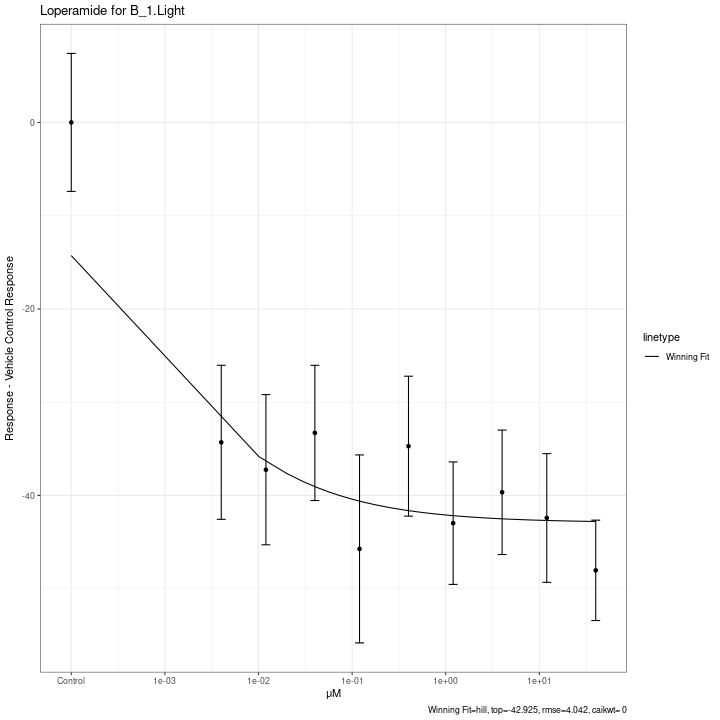 Loperamide for B_1.Light
Response - Vehicle Control Response
0
-20
-40
Control
1e-03
1e-02
1e-01
1e+00
1e+01
μM
linetype
Winning Fit
Winning Fit=hill, top=-42.925, rmse=4.042, caikwt= 0